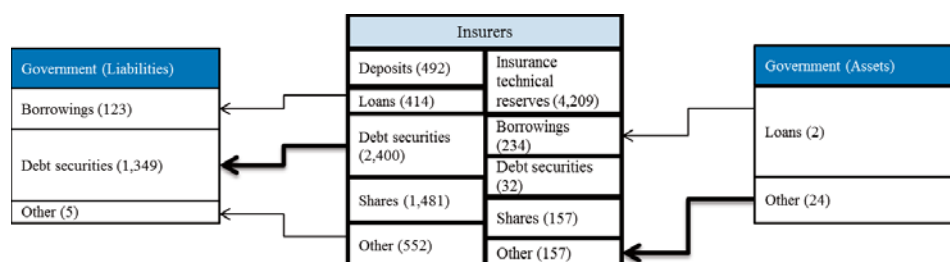 Insurers
Government (Liabilities)
Borrowings (123)
Debt securities (1,349)
Other (5)
Deposits (492)
Loans (414)
Debt securities
(2,400)
Shares (1,481)
Other (552)
Insurance
technical
reserves (4,209)
Borrowings
(234)
Debt securities
(32)
Shares (157)
Other (157)
Government (Assets)
Loans (2)
Other (24)